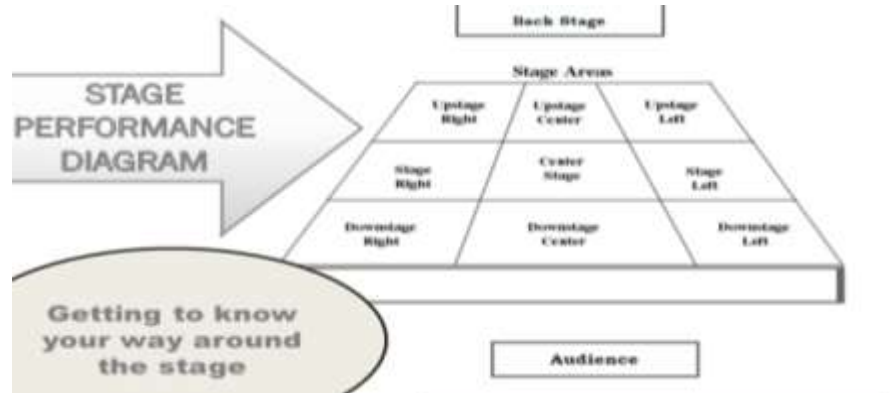 Back Stage
STAGE
PERFORMANCE
DIAGRAM
Stage Areas
Upstage
Right
Upstage
Center
Upstage
Left
Stage
Right
Center
Stage
Stage
Left
Downstage
Right
Downstage
Center
Downstage
Left
Getting to know
your way around
the stage
Audience